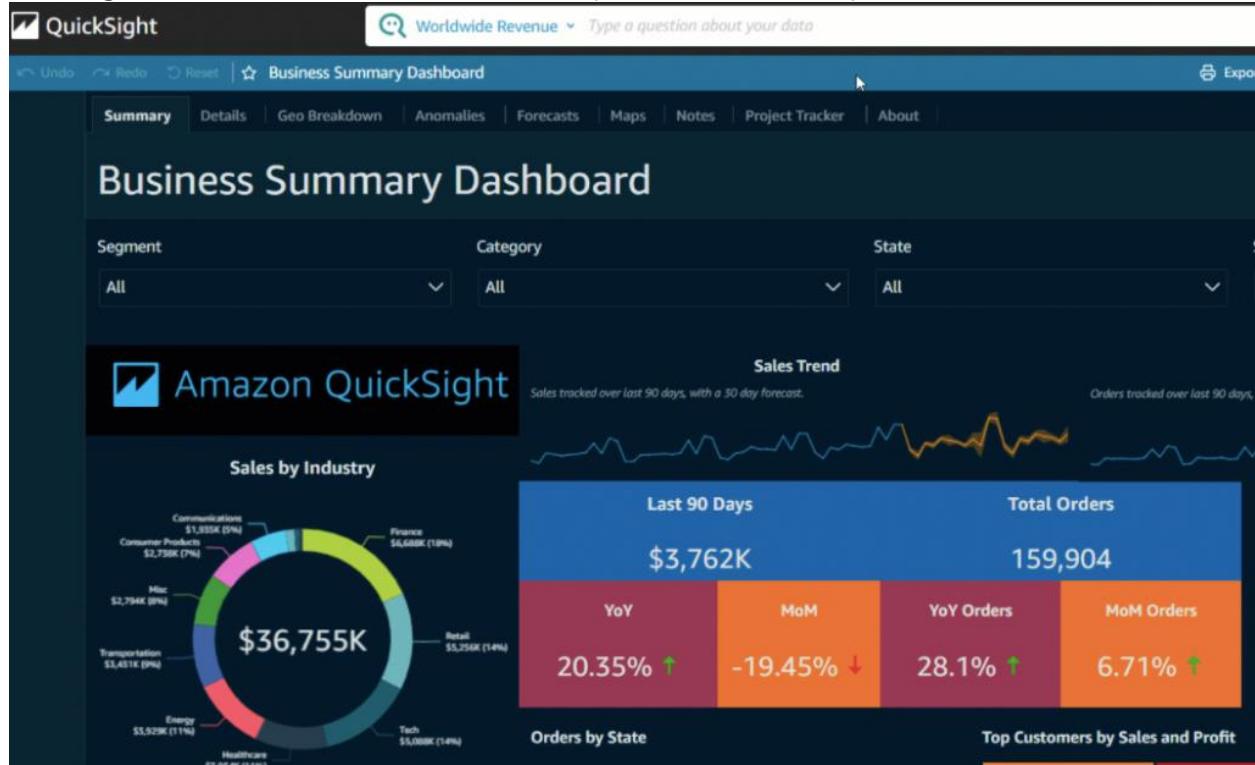 QuickSight
Worldwide Revenue Type a question about your data
Undo Redo Reset Business Summary Dashboard
Summary Details Geo Breakdown Anomalies Forecasts Maps Notes Project Tracker About
Business Summary Dashboard
Segment Category State
All All All
Amazon QuickSight
Sales Trend
Sales tracked over last 90 days, with a 30 day forecast.
Orders tracked over last 90 days,
Sales by Industry
Communications
$1,935K (5%)
Consumer Products
$2,738K (7%)
Finance
$6,688K (18%)
Misc
$2,794K (8%)
$36,755K
Retail
$5,256K (14%)
Transportation
$3,451K (9%)
Energy
(11%)
Tech
$5,088K (14%)
Healthcare
Last 90 Days Total Orders
$3,762K 159,904
YoY MoM YoY Orders MoM Orders
20.35% -19.45% 28.1% 6.71%
Orders by State
Top Customers by Sales and Profit